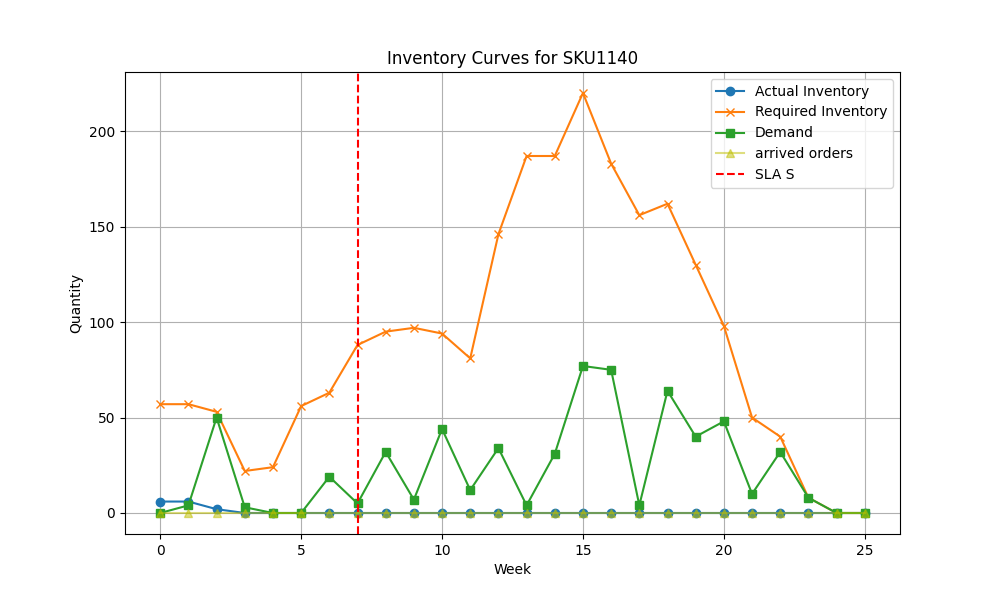 Inventory Curves for SKU1140
Actual Inventory
Required Inventory
Demand
arrived orders
SLA S
Quantity
200
150
100
50
0
0 5 10 15 20 25
Week